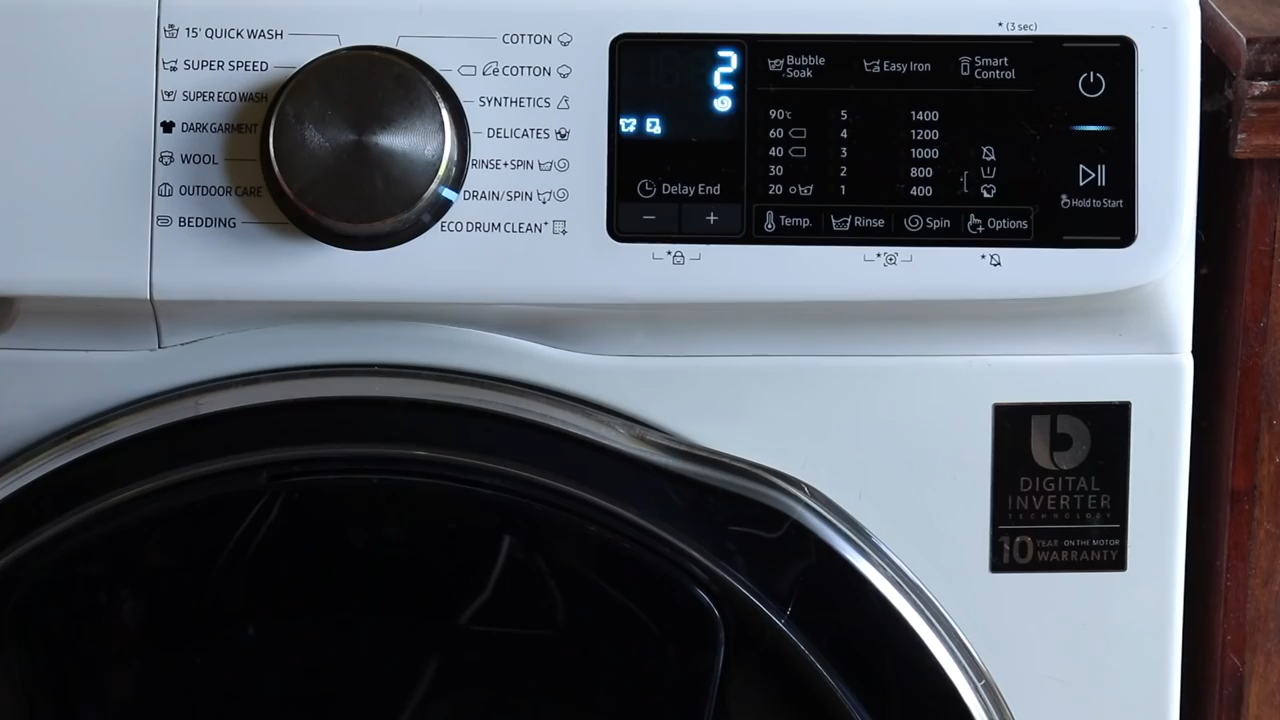 15' QUICK WASH
SUPER SPEED
SUPER ECO WASH
DARK GARMENT
WOOL
OUTDOOR CARE
BEDDING
COTTON
ⓔCOTTON
SYNTHETICS
DELICATES
RINSE+SPIN
DRAIN/SPIN
ECO DRUM CLEAN+
2
Delay End
− +
* (3 sec)
Bubble Soak
Easy Iron
Smart Control
90℃ 5 1400
60 4 1200
40 3 1000
30 2 800
20 1 400
Temp. Rinse Spin Options
Hold to Start
* * *
DIGITAL
INVERTER
TECHNOLOGY
10 YEAR ON THE MOTOR
WARRANTY